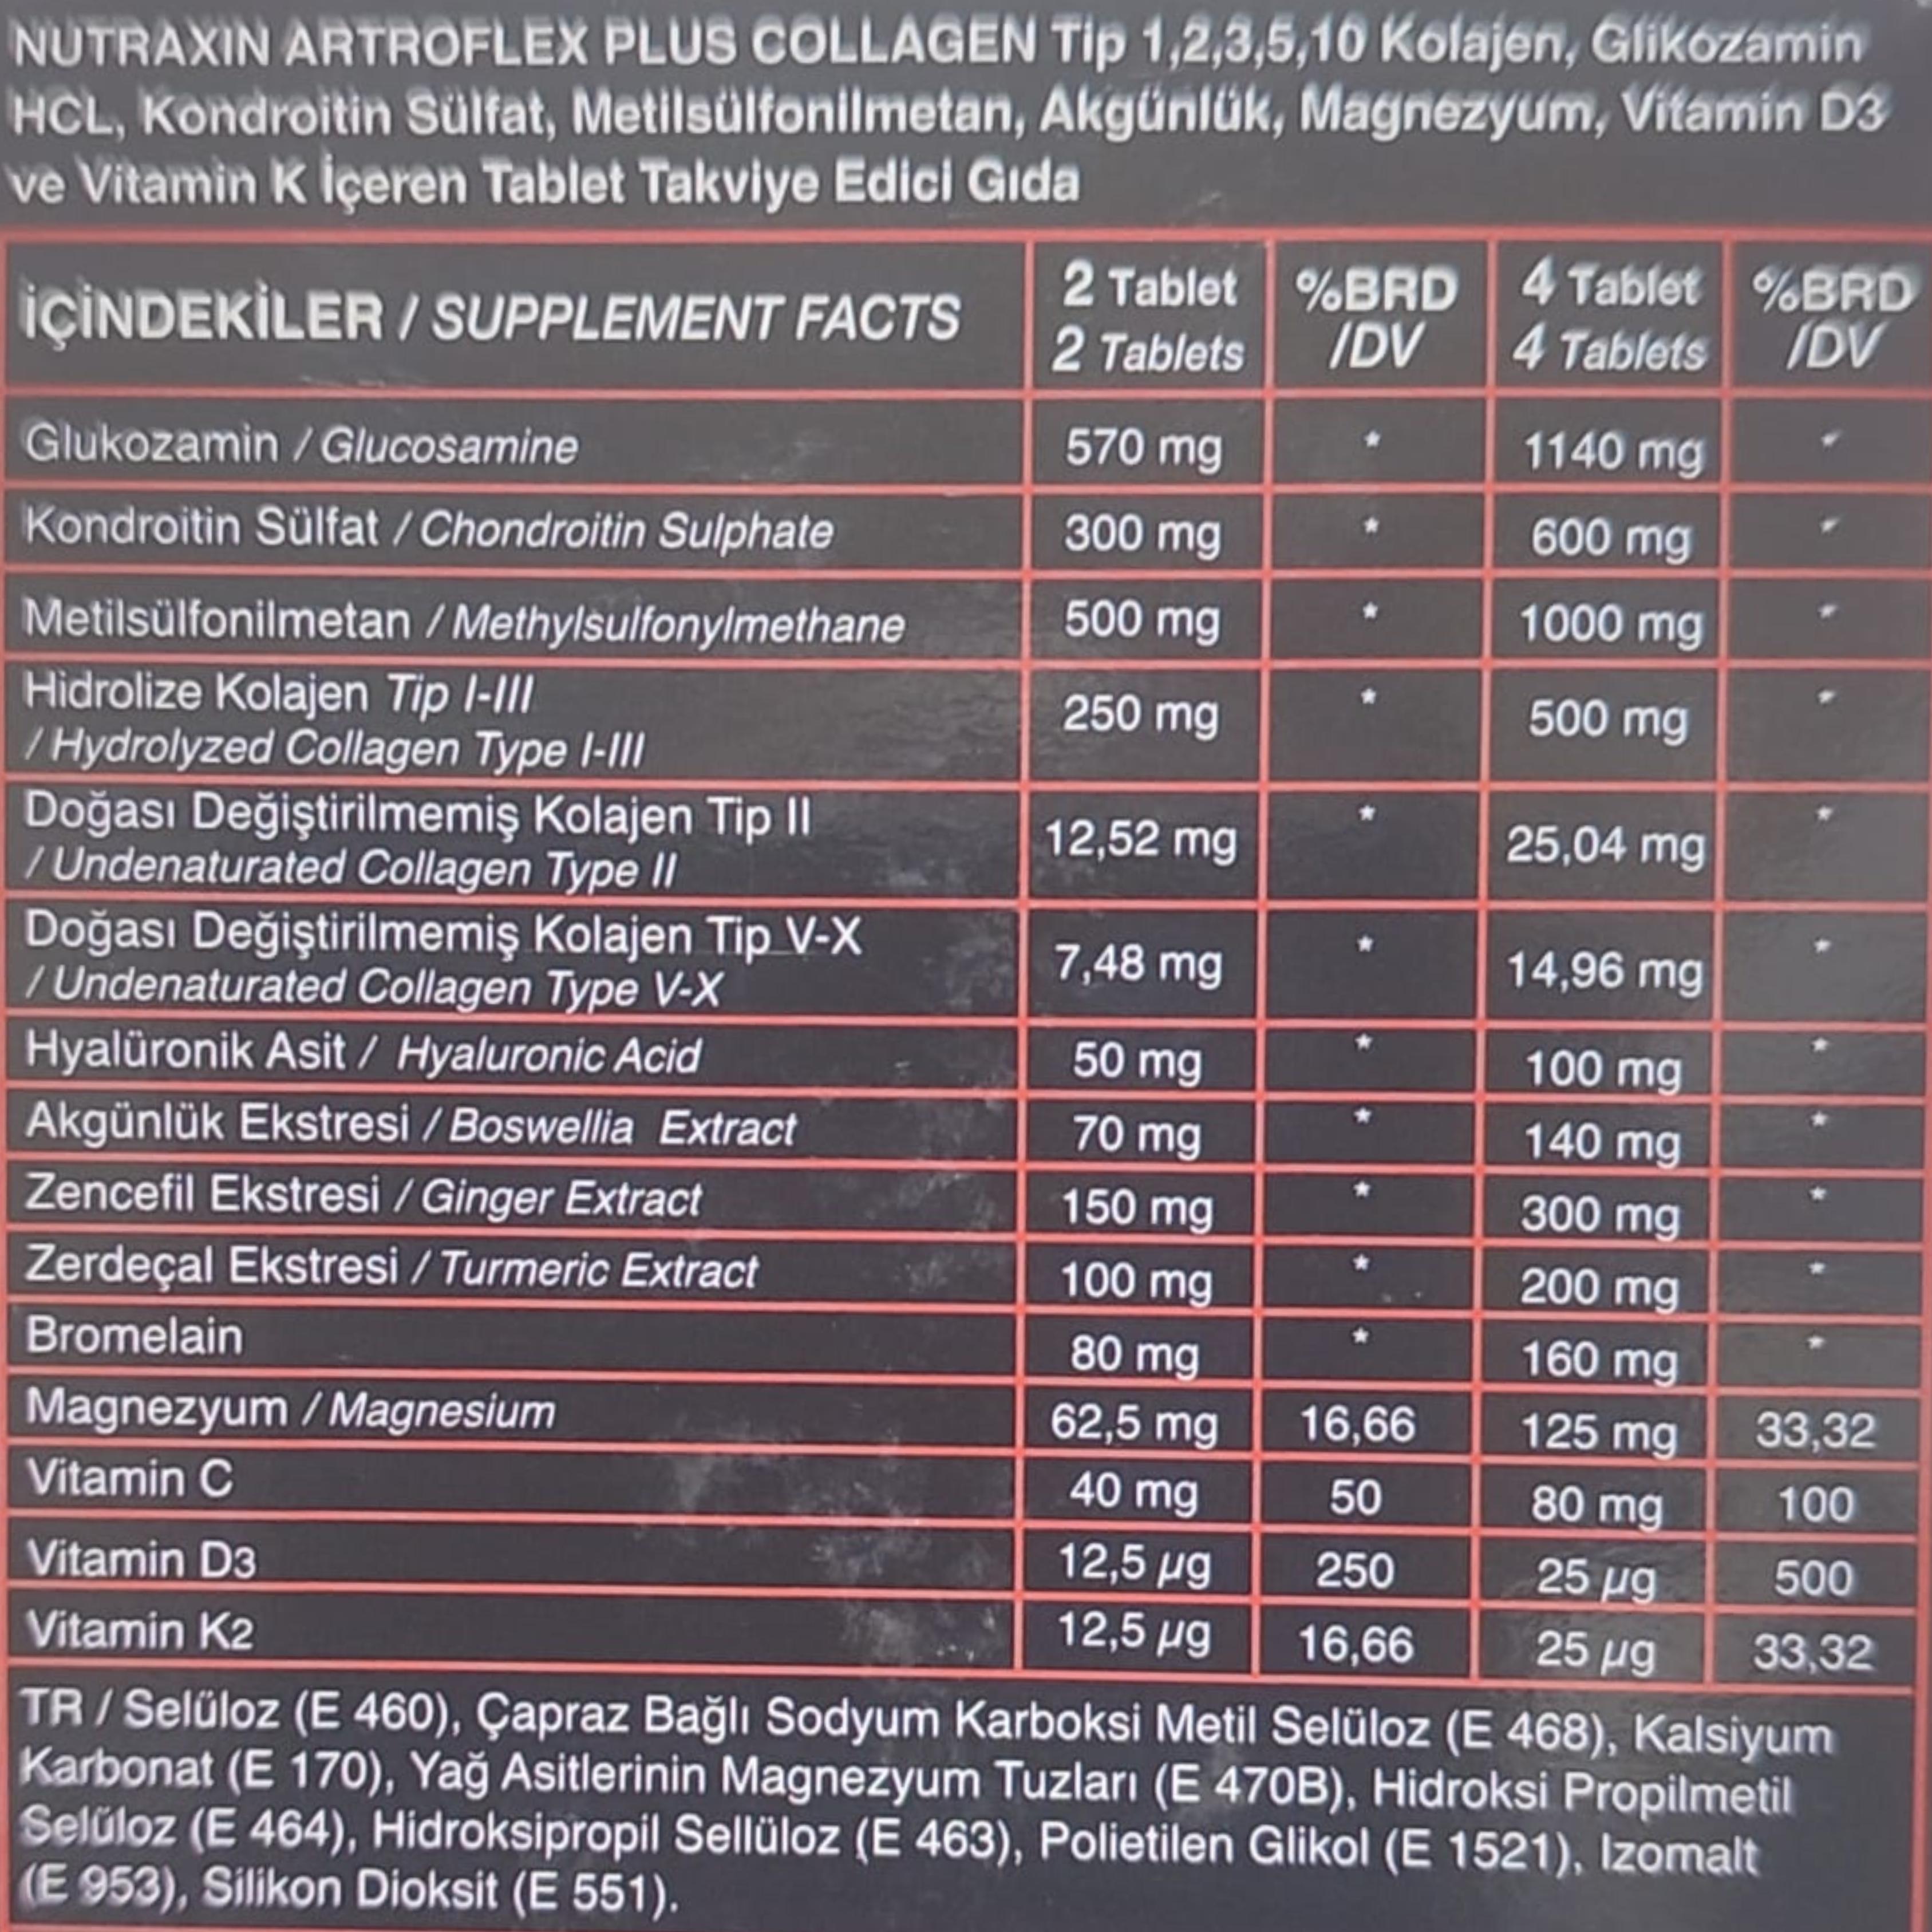 NUTRAXIN ARTROFLEX PLUS COLLAGEN Tip 1,2,3,5,10 Kolajen, Glikozamin
HCL, Kondroitin Sülfat, Metilsülfonilmetan, Akgünlük, Magnezyum, Vitamin D3
ve Vitamin K İçeren Tablet Takviye Edici Gıda
İÇİNDEKİLER / SUPPLEMENT FACTS 2 Tablet %BRD 4 Tablet %BRD
2 Tablets /DV 4 Tablets /DV
Glukozamin / Glucosamine 570 mg * 1140 mg *
Kondroitin Sülfat / Chondroitin Sulphate 300 mg * 600 mg *
Metilsülfonilmetan / Methylsulfonylmethane 500 mg * 1000 mg *
Hidrolize Kolajen Tip I-III
/ Hydrolyzed Collagen Type I-III 250 mg * 500 mg *
Doğası Değiştirilmemiş Kolajen Tip II
/ Undenaturated Collagen Type II 12,52 mg * 25,04 mg *
Doğası Değiştirilmemiş Kolajen Tip V-X
/ Undenaturated Collagen Type V-X 7,48 mg * 14,96 mg *
Hyalüronik Asit / Hyaluronic Acid 50 mg * 100 mg *
Akgünlük Ekstresi / Boswellia Extract 70 mg * 140 mg *
Zencefil Ekstresi / Ginger Extract 150 mg * 300 mg *
Zerdeçal Ekstresi / Turmeric Extract 100 mg * 200 mg *
Bromelain 80 mg * 160 mg *
Magnezyum / Magnesium 62,5 mg 16,66 125 mg 33,32
Vitamin C 40 mg 50 80 mg 100
Vitamin D3 12,5 µg 250 25 µg 500
Vitamin K2 12,5 µg 16,66 25 µg 33,32
TR / Selüloz (E 460), Çapraz Bağlı Sodyum Karboksi Metil Selüloz (E 468), Kalsiyum
Karbonat (E 170), Yağ Asitlerinin Magnezyum Tuzları (E 470B), Hidroksi Propilmetil
Selüloz (E 464), Hidroksipropil Sellüloz (E 463), Polietilen Glikol (E 1521), Izomalt
(E 953), Silikon Dioksit (E 551).